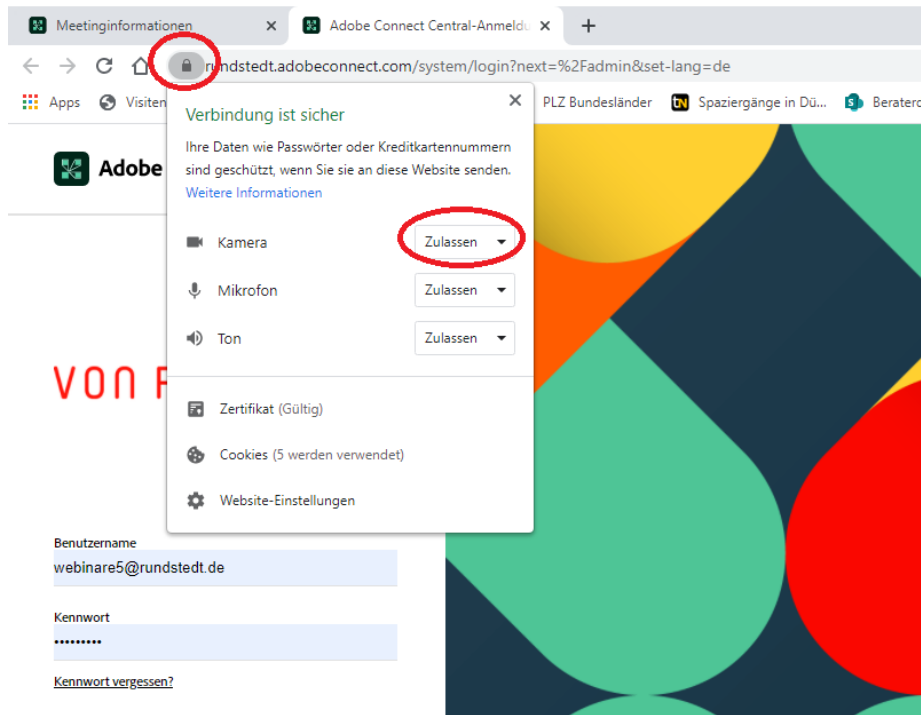 Meetinginformationen
Adobe Connect Central-Anmeldu
rundstedt.adobeconnect.com/system/login?next=%2Fadmin&set-lang=de
Apps
Visiten
PLZ Bundesländer
tN
Spaziergänge in Dü...
Berater
Adobe
Verbindung ist sicher
Ihre Daten wie Passwörter oder Kreditkartennummern
sind geschützt, wenn Sie sie an diese Website senden.
Weitere Informationen
Kamera
Zulassen
Mikrofon
Zulassen
Ton
Zulassen
VON
Zertifikat (Gültig)
Cookies (5 werden verwendet)
Website-Einstellungen
Benutzername
webinare5@rundstedt.de
Kennwort
•••••••••
Kennwort vergessen?